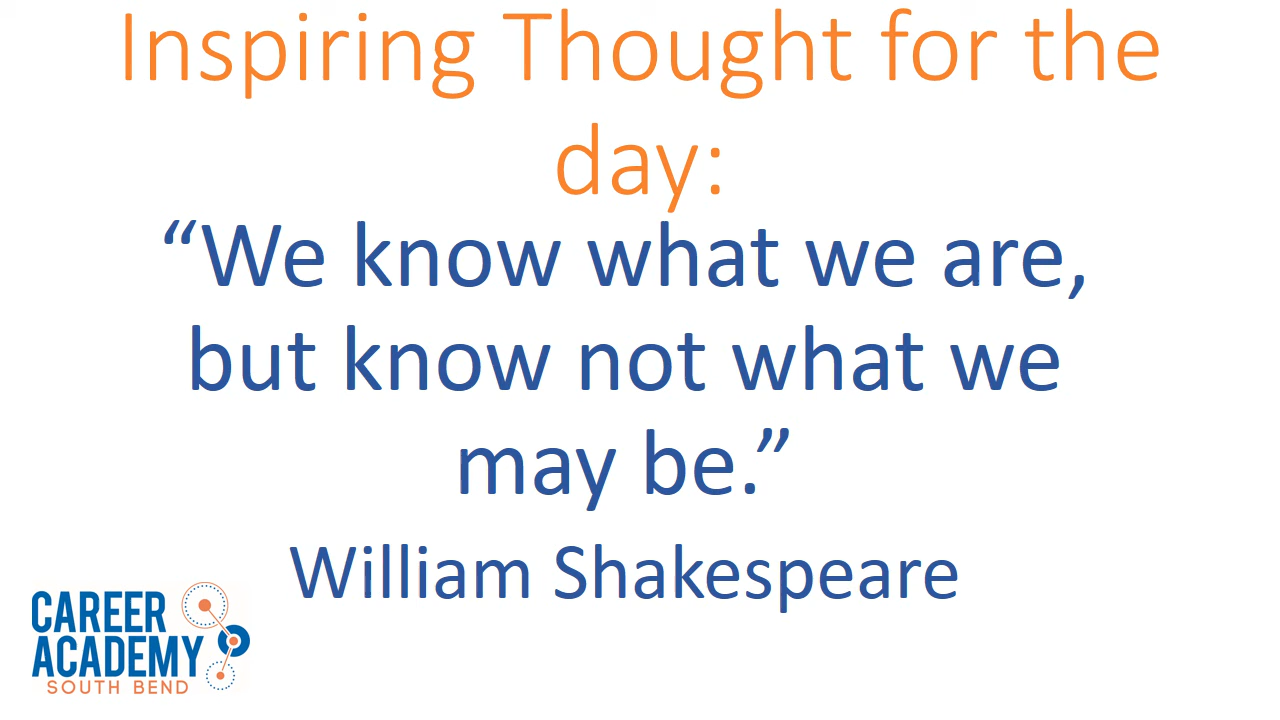 Inspiring Thought for the
day:
“We know what we are,
but know not what we
may be.”
William Shakespeare
CAREER
ACADEMY
SOUTH BEND